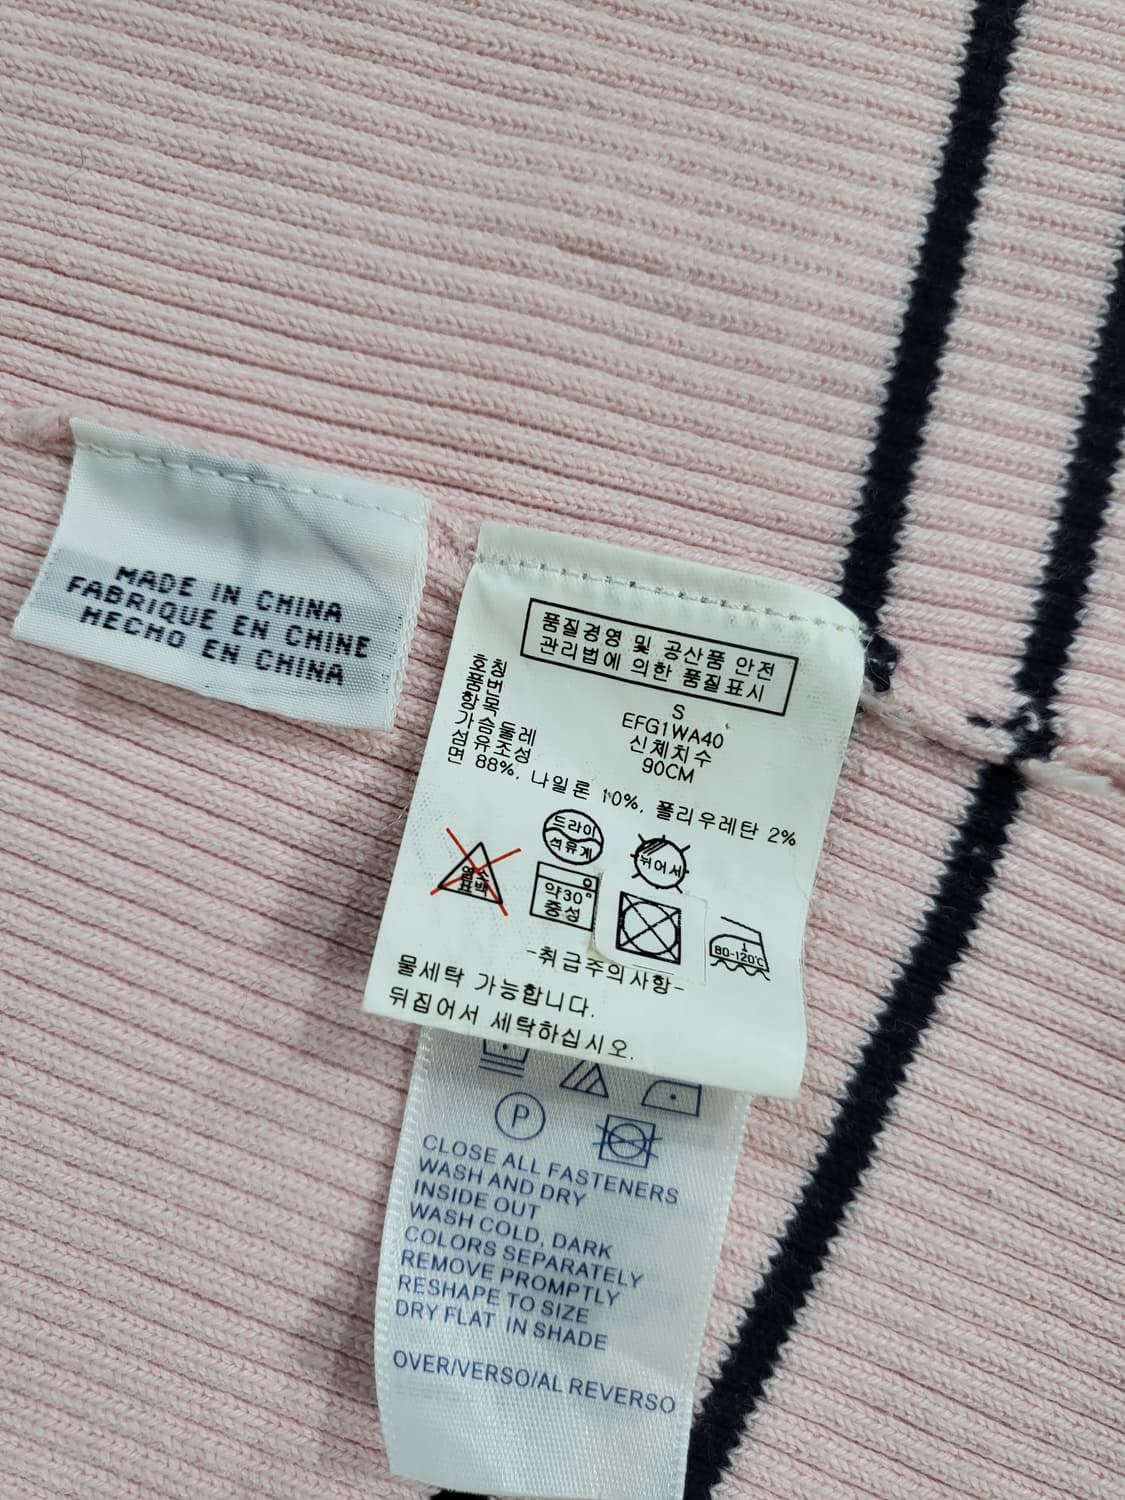 MADE IN CHINA
FABRIQUE EN CHINE
HECHO EN CHINA
품질경영 및 공산품 안전
관리법에 의한 품질표시
호칭 S
품번 EFG1WA40
항목 신체치수
가슴둘레 90CM
섬유조성
면 88%, 나일론 10%, 폴리우레탄 2%
드라이
석유계
뉘어서
염소
표백
약30°
중성
80-120℃
-취급주의사항-
물세탁 가능합니다.
뒤집어서 세탁하십시오.
P
CLOSE ALL FASTENERS
WASH AND DRY
INSIDE OUT
WASH COLD, DARK
COLORS SEPARATELY
REMOVE PROMPTLY
RESHAPE TO SIZE
DRY FLAT IN SHADE
OVER/VERSO/AL REVERSO